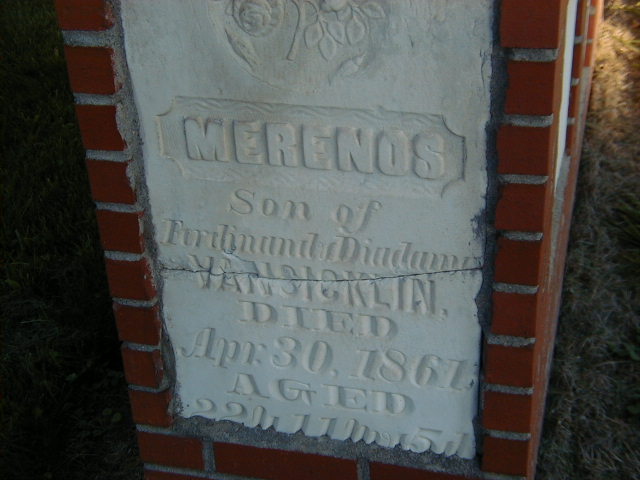 MERENOS
Son of
Ferdinand & Diadama
VANSICKLIN,
DIED
Apr. 30, 1861
AGED